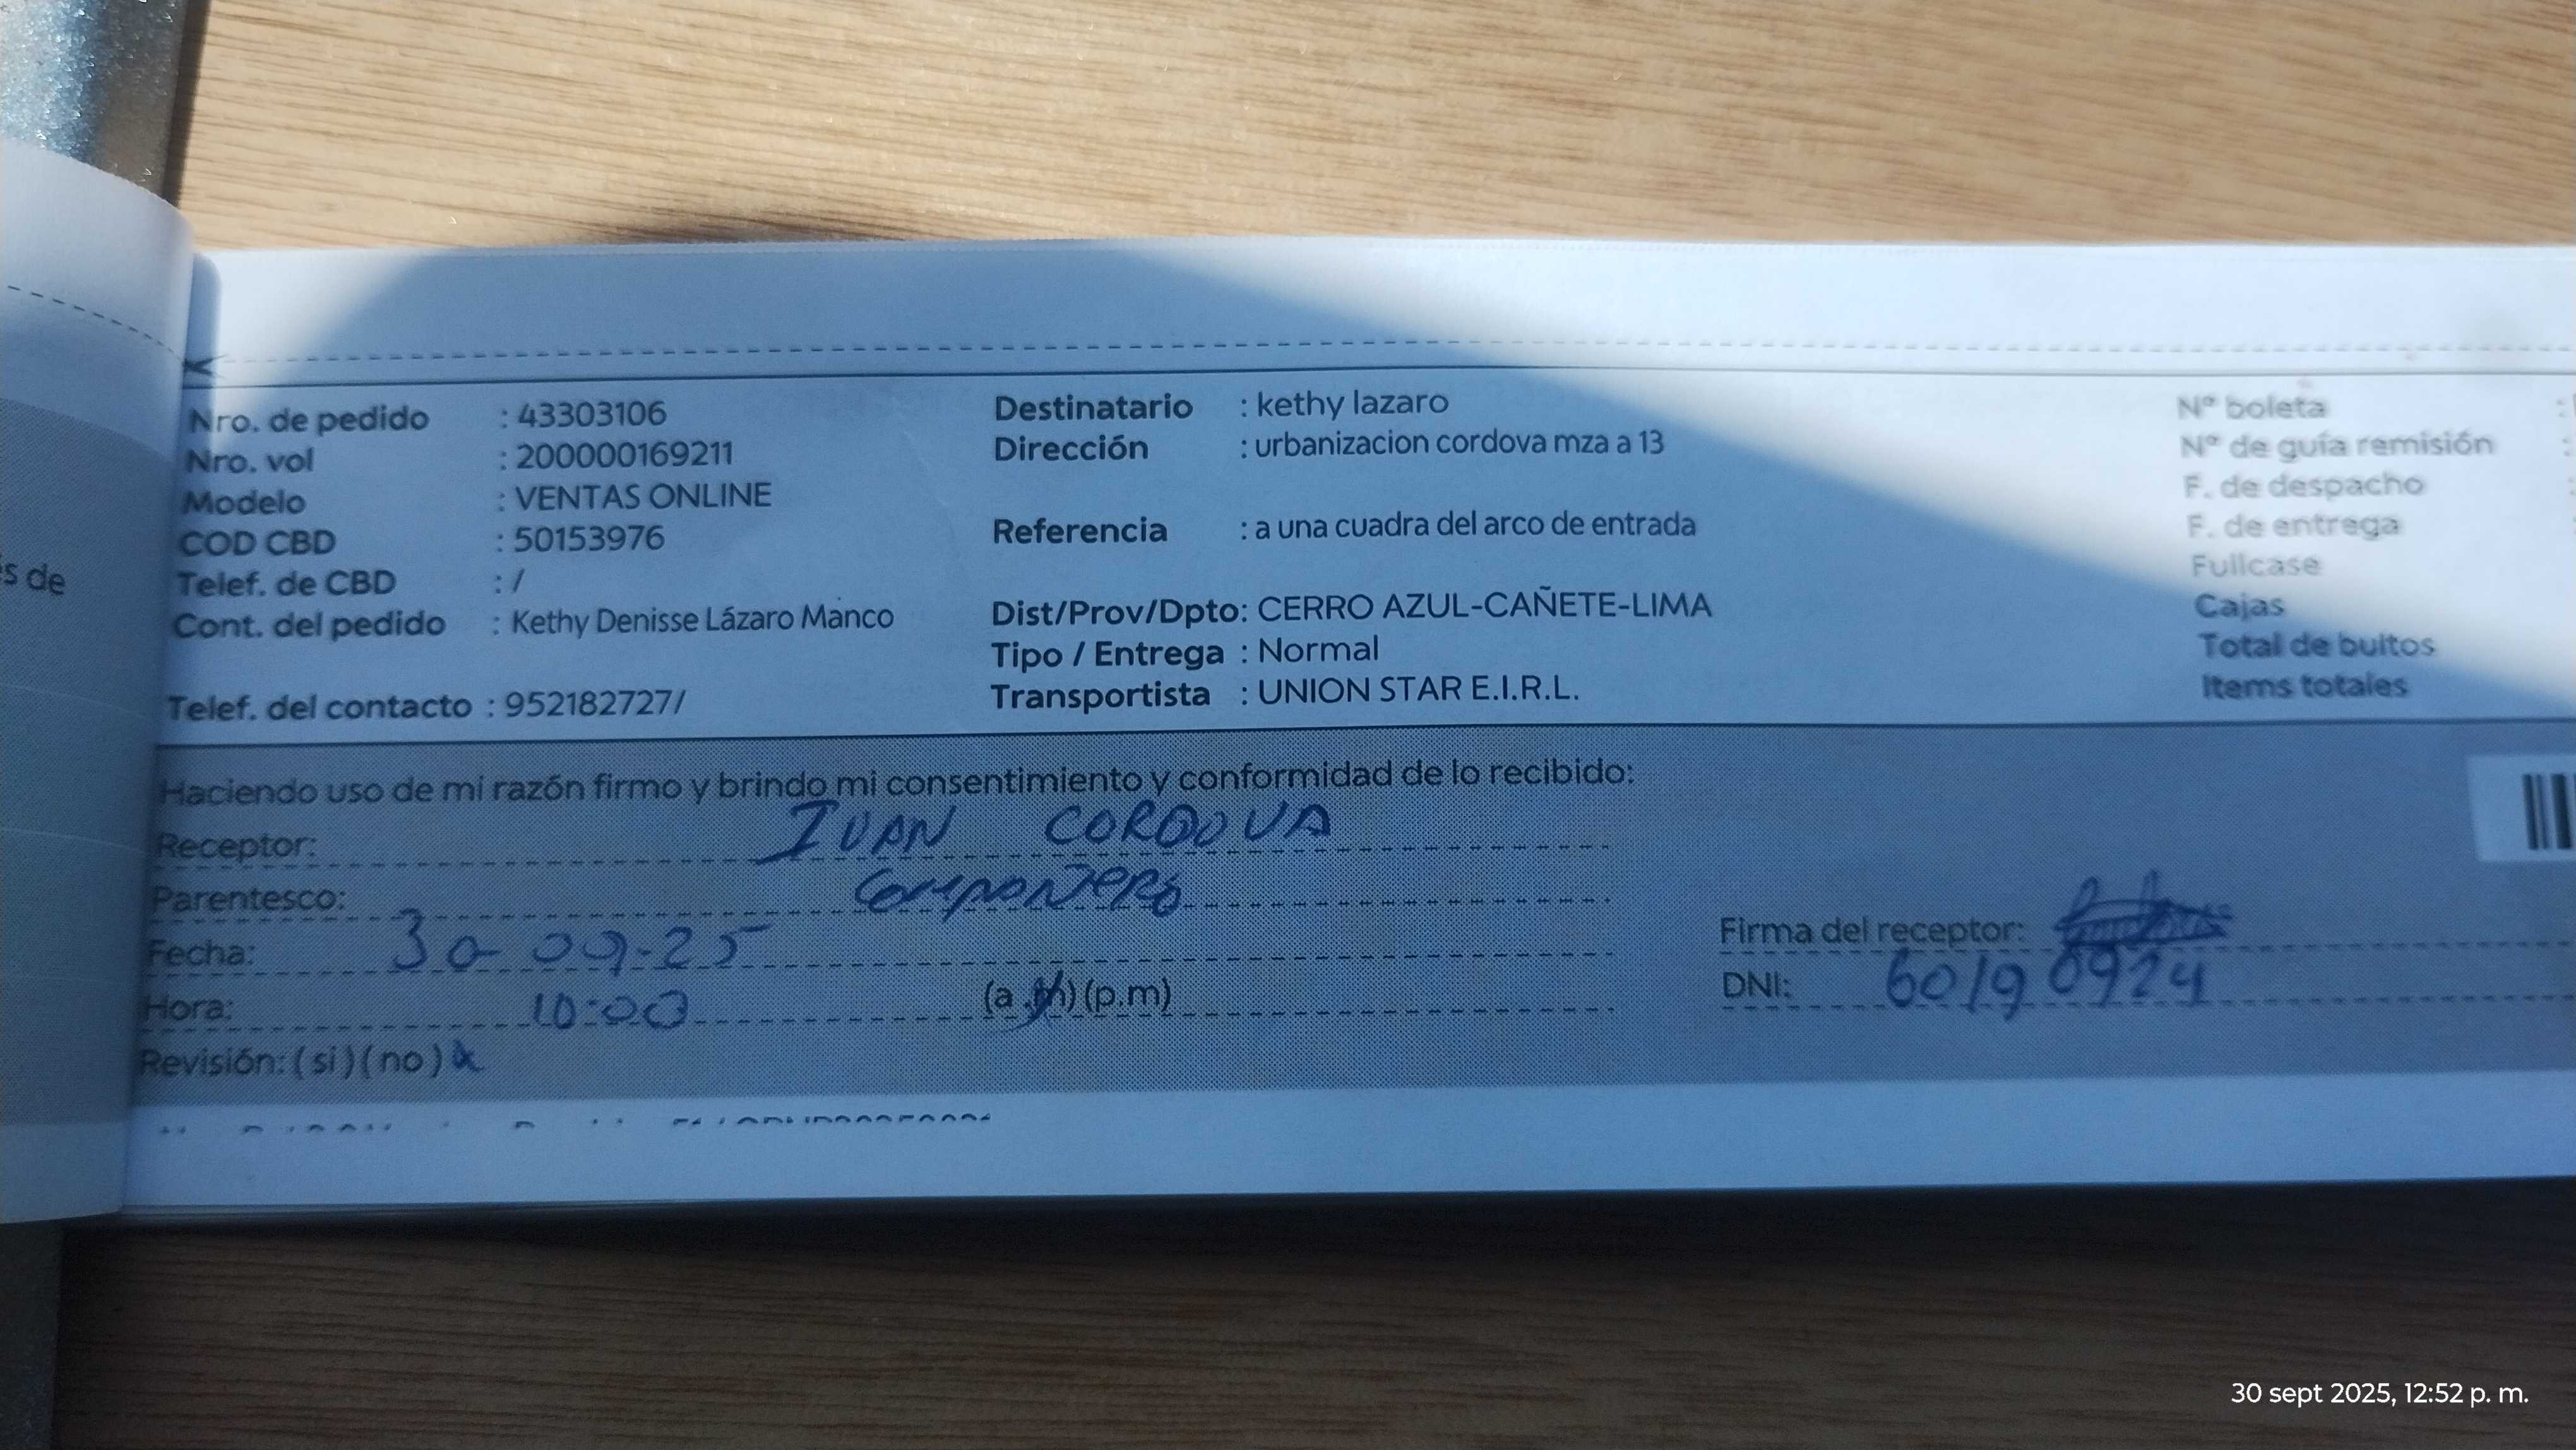 s de
Nro. de pedido : 43303106
Nro. vol : 200000169211
Modelo : VENTAS ONLINE
COD CBD : 50153976
Telef. de CBD : /
Cont. del pedido : Kethy Denisse Lázaro Manco
Telef. del contacto : 952182727/
Destinatario : kethy lazaro
Dirección : urbanizacion cordova mza a 13
Referencia : a una cuadra del arco de entrada
Dist/Prov/Dpto: CERRO AZUL-CAÑETE-LIMA
Tipo / Entrega : Normal
Transportista : UNION STAR E.I.R.L.
Nº boleta :
Nº de guía remisión :
F. de despacho
F. de entrega
Fullcase
Cajas
Total de bultos
Items totales
Haciendo uso de mi razón firmo y brindo mi consentimiento y conformidad de lo recibido:
Receptor: IVAN CORDOVA
Parentesco: Compañero
Fecha: 30-09-25
Hora: 10:00 (a.m) (p.m)
Revisión: (si) (no) x
Firma del receptor:
DNI: 60190924
30 sept 2025, 12:52 p. m.